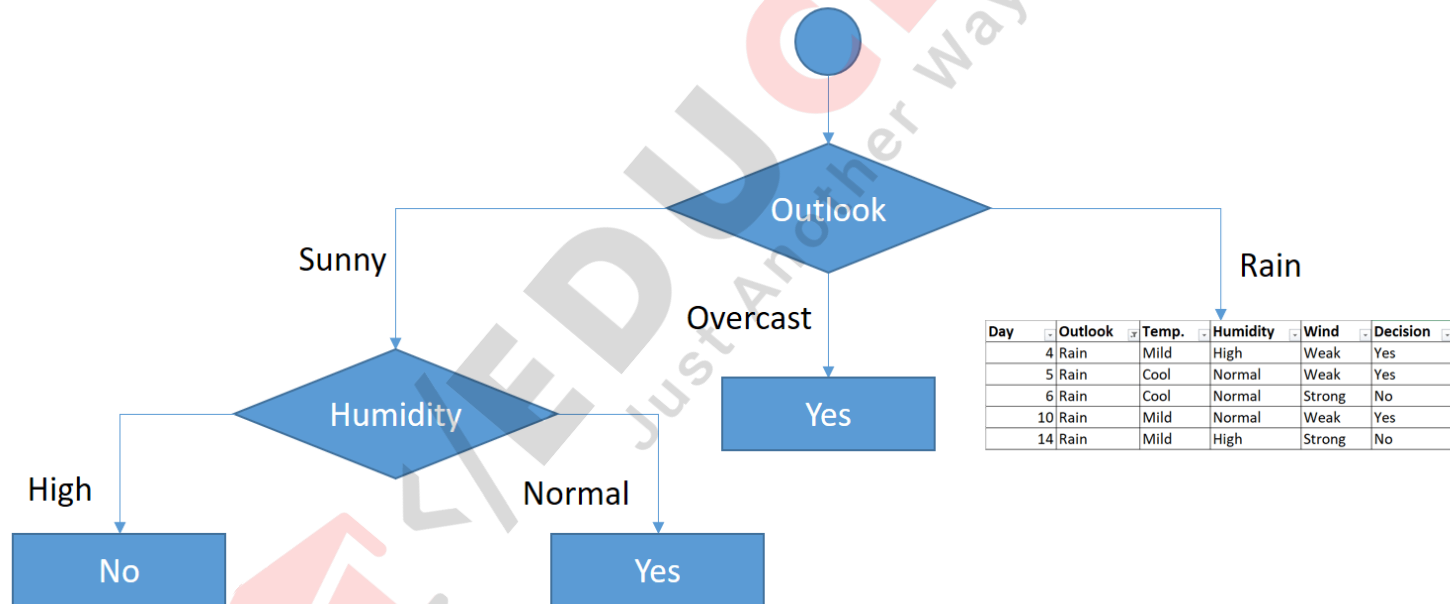 Outlook
Sunny
Rain
Overcast
Day Outlook Temp. Humidity Wind Decision
4 Rain Mild High Weak Yes
5 Rain Cool Normal Weak Yes
6 Rain Cool Normal Strong No
10 Rain Mild Normal Weak Yes
14 Rain Mild High Strong No
Humidity
Yes
High
Normal
No
Yes
</EDUC
Just Another Way